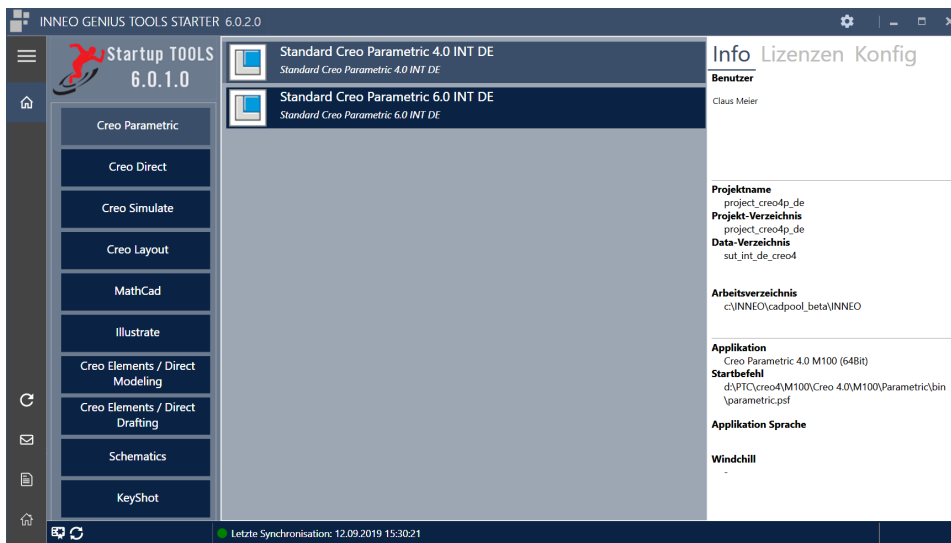 INNEO GENIUS TOOLS STARTER 6.0.2.0
Startup TOOLS
6.0.1.0
Creo Parametric
Creo Direct
Creo Simulate
Creo Layout
MathCad
Illustrate
Creo Elements / Direct
Modeling
Creo Elements / Direct
Drafting
Schematics
KeyShot
Standard Creo Parametric 4.0 INT DE
Standard Creo Parametric 4.0 INT DE
Standard Creo Parametric 6.0 INT DE
Standard Creo Parametric 6.0 INT DE
Info Lizenzen Konfig
Benutzer
Claus Meier
Projektname
project_creo4p_de
Projekt-Verzeichnis
project_creo4p_de
Data-Verzeichnis
sut_int_de_creo4
Arbeitsverzeichnis
c:\INNEO\cadpool_beta\INNEO
Applikation
Creo Parametric 4.0 M100 (64Bit)
Startbefehl
d:\PTC\creo4\M100\Creo 4.0\M100\Parametric\bin
\parametric.psf
Applikation Sprache
Windchill
-
Letzte Synchronisation: 12.09.2019 15:30:21